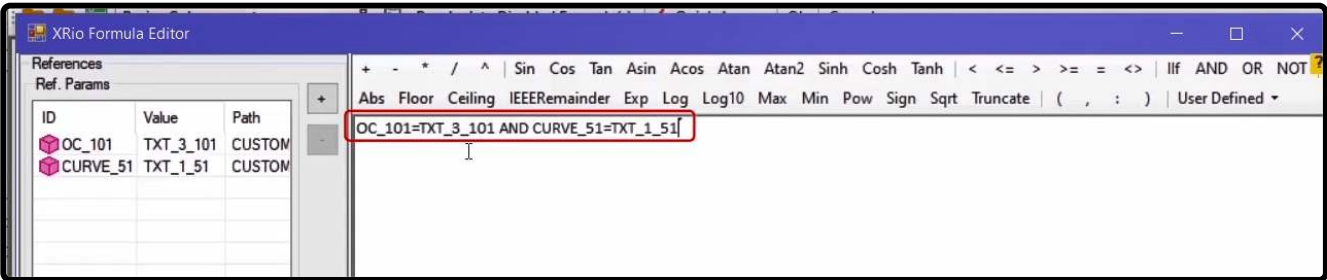 XRio Formula Editor
References
Ref. Params
+ - * / ^ | Sin Cos Tan Asin Acos Atan Atan2 Sinh Cosh Tanh | < <= > >= = <> | IIf AND OR NOT ?
+
Abs Floor Ceiling IEEERemainder Exp Log Log10 Max Min Pow Sign Sqrt Truncate | ( , : ) | User Defined
ID Value Path
OC_101=TXT_3_101 AND CURVE_51=TXT_1_51
OC_101 TXT_3_101 CUSTOM
-
CURVE_51 TXT_1_51 CUSTOM